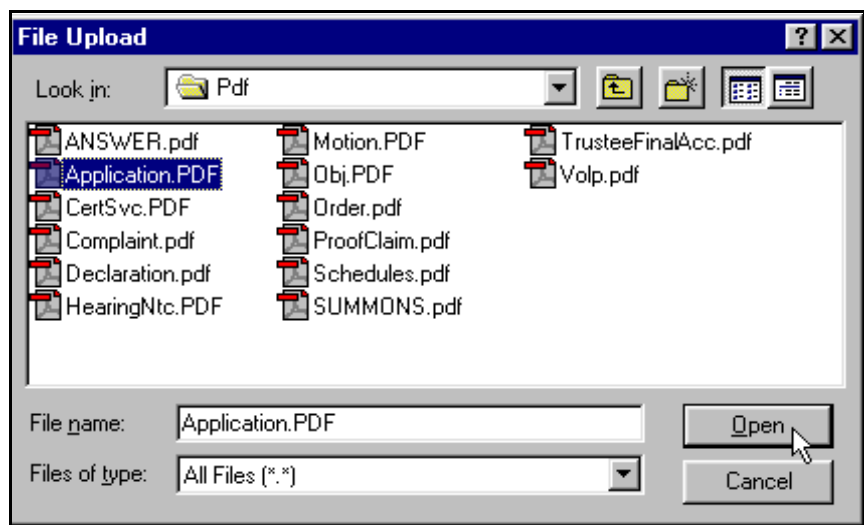 File Upload
Look in: Pdf
ANSWER.pdf Motion.PDF TrusteeFinalAcc.pdf
Application.PDF Obj.PDF Volp.pdf
CertSvc.PDF Order.pdf
Complaint.pdf ProofClaim.pdf
Declaration.pdf Schedules.pdf
HearingNtc.PDF SUMMONS.pdf
File name: Application.PDF Open
Files of type: All Files (*.*) Cancel